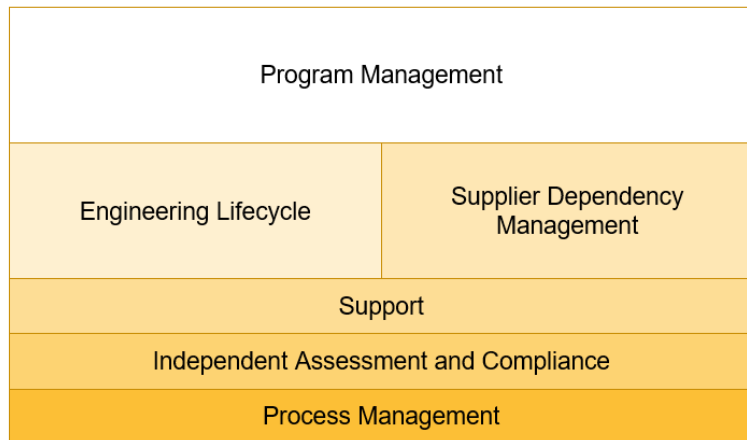 Program Management
Engineering Lifecycle
Supplier Dependency
Management
Support
Independent Assessment and Compliance
Process Management